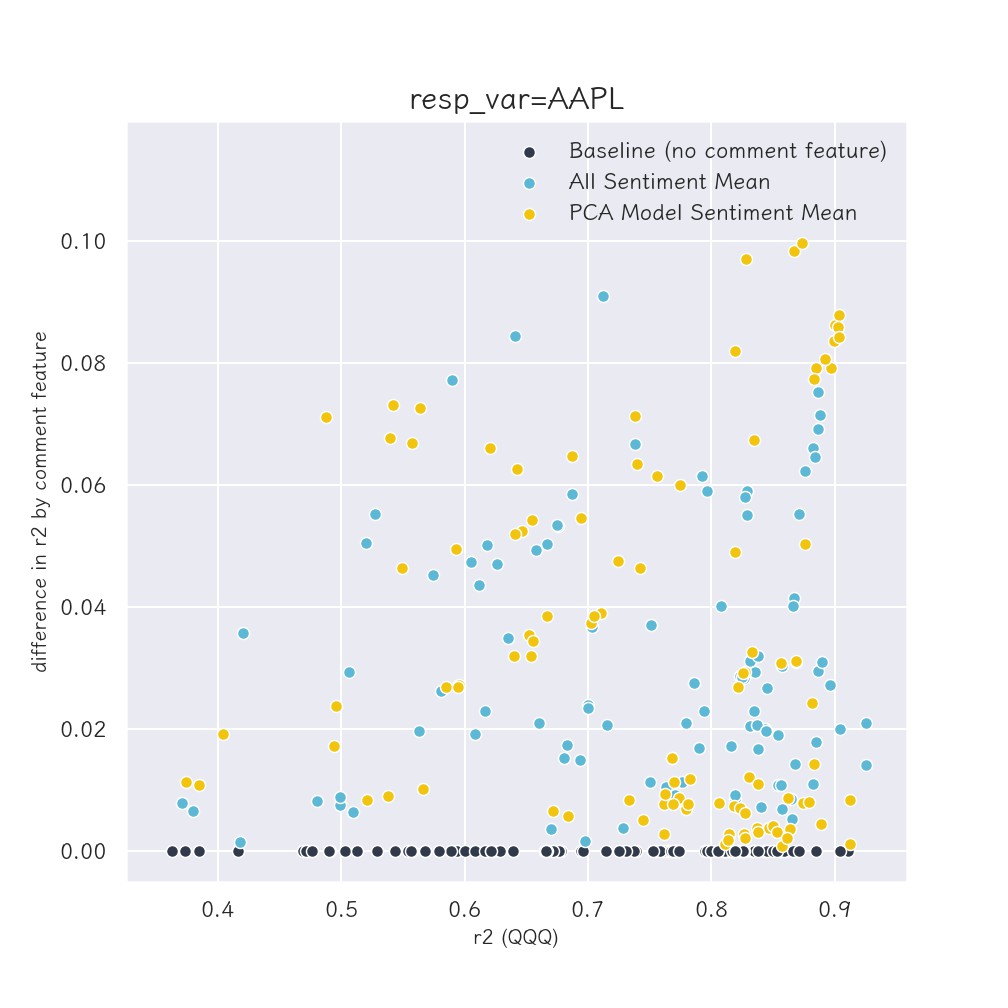 resp_var=AAPL
Baseline (no comment feature)
All Sentiment Mean
PCA Model Sentiment Mean
difference in r2 by comment feature
0.10
0.08
0.06
0.04
0.02
0.00
0.4 0.5 0.6 0.7 0.8 0.9
r2 (QQQ)